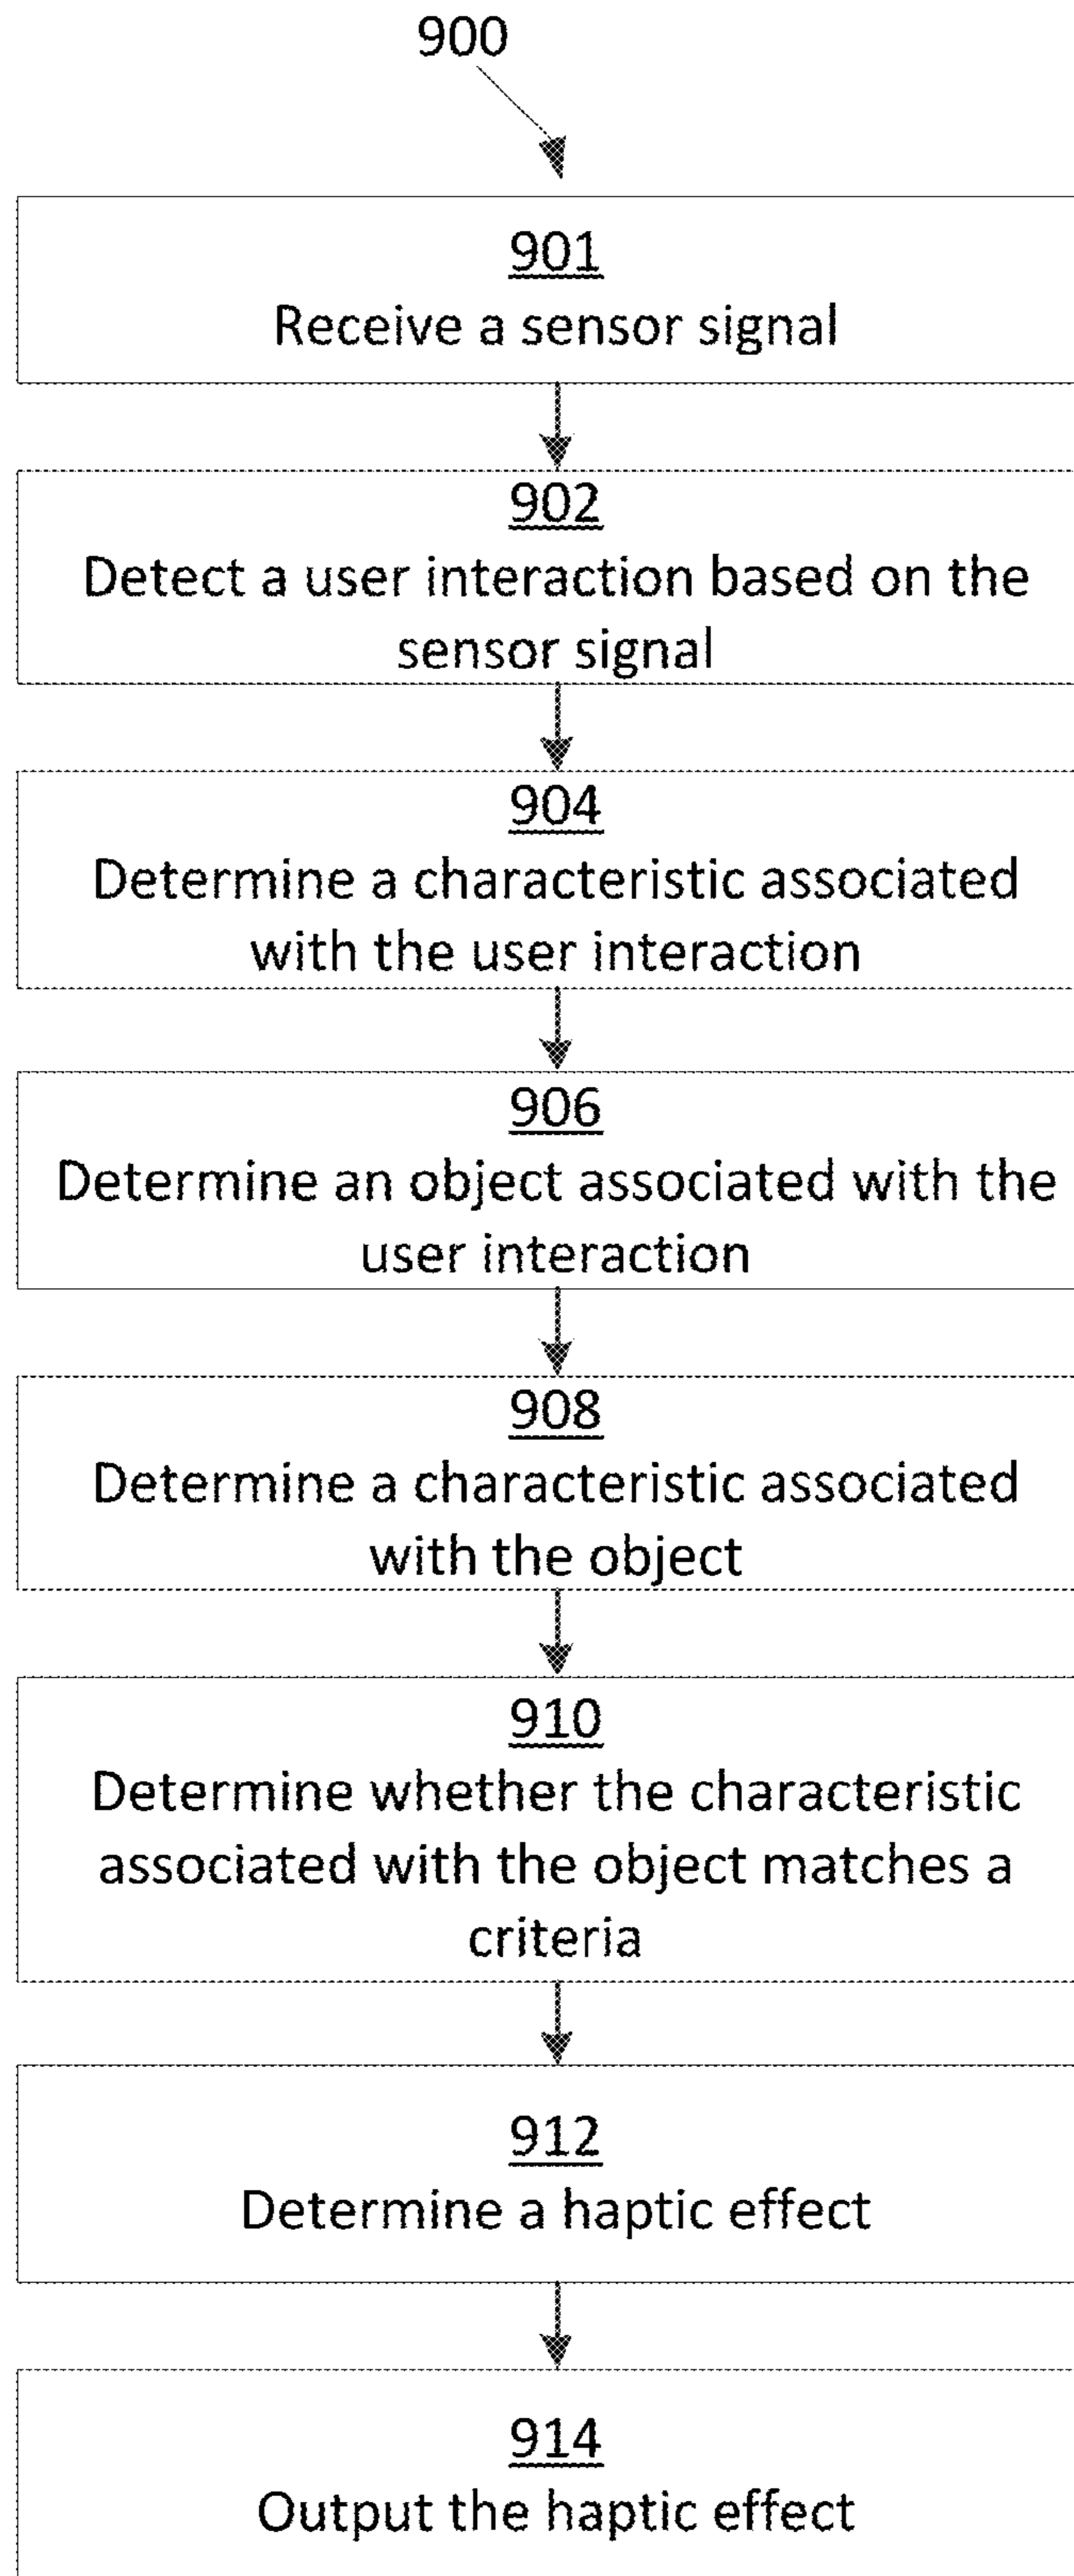 900
901
Receive a sensor signal
902
Detect a user interaction based on the
sensor signal
904
Determine a characteristic associated
with the user interaction
906
Determine an object associated with the
user interaction
908
Determine a characteristic associated
with the object
910
Determine whether the characteristic
associated with the object matches a
criteria
912
Determine a haptic effect
914
Output the haptic effect